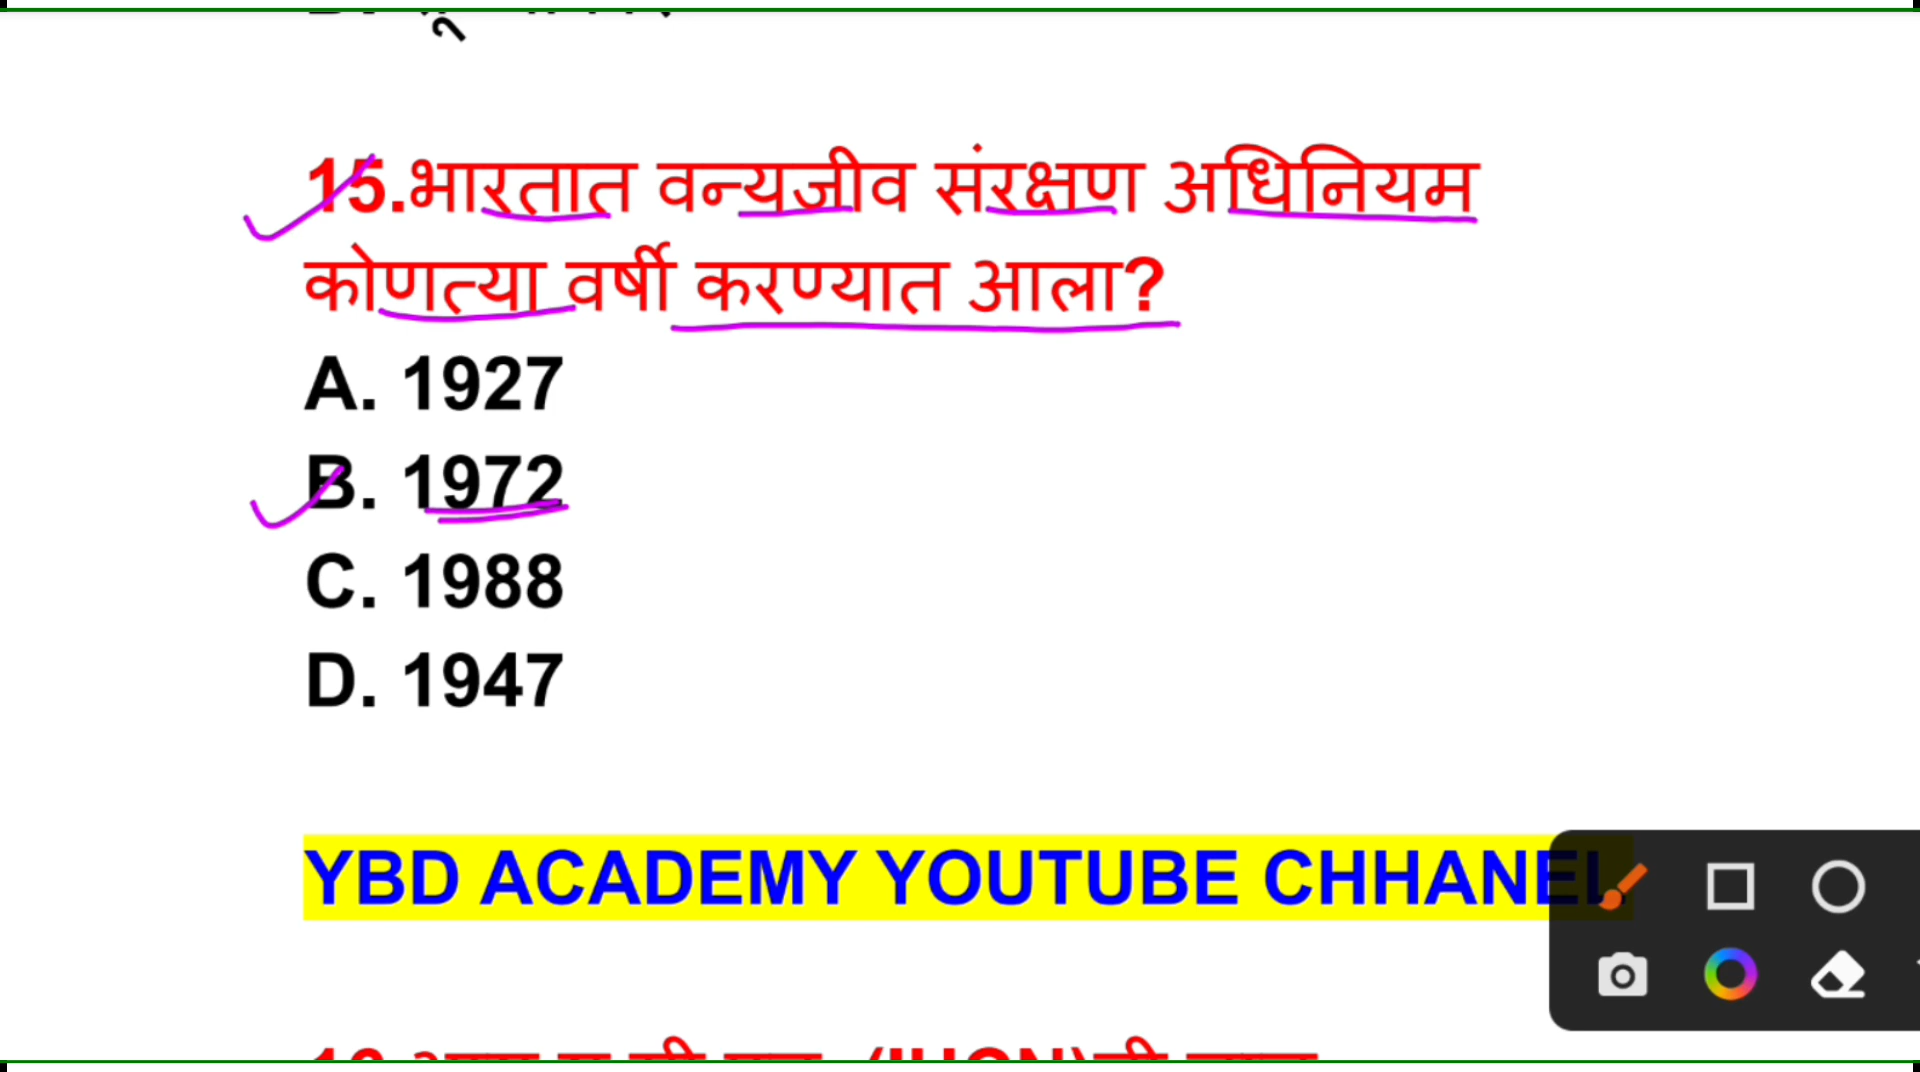 15.भारतात वन्यजीव संरक्षण अधिनियम
कोणत्या वर्षी करण्यात आला?
A. 1927
B. 1972
C. 1988
D. 1947
YBD ACADEMY YOUTUBE CHHANEL